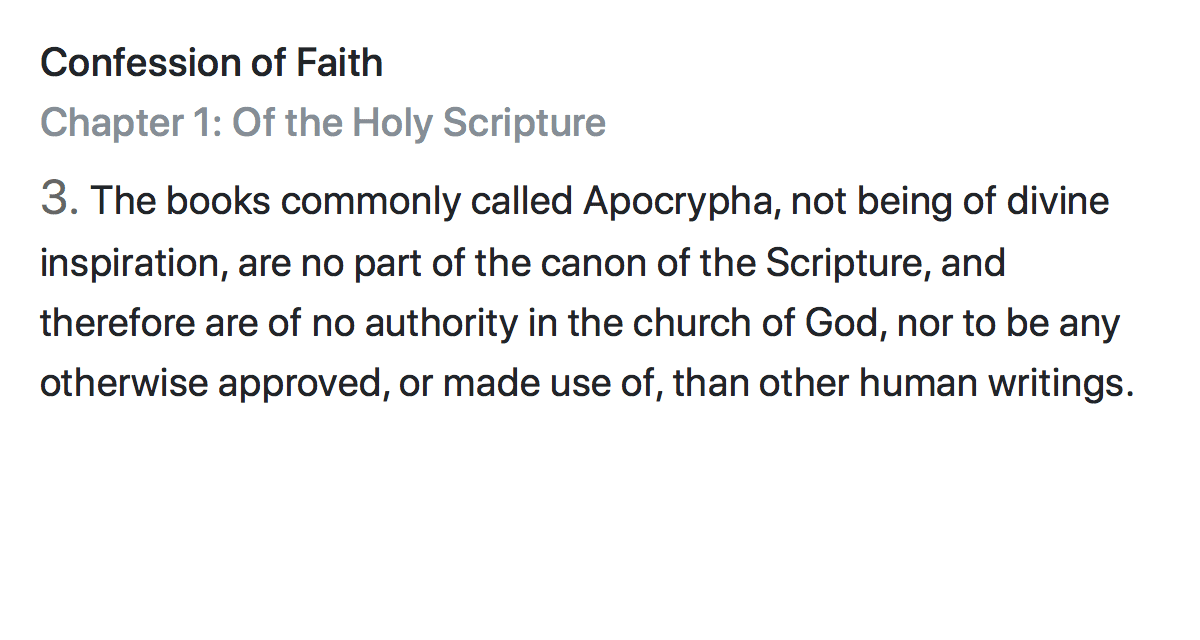 Confession of Faith
Chapter 1: Of the Holy Scripture
3. The books commonly called Apocrypha, not being of divine
inspiration, are no part of the canon of the Scripture, and
therefore are of no authority in the church of God, nor to be any
otherwise approved, or made use of, than other human writings.